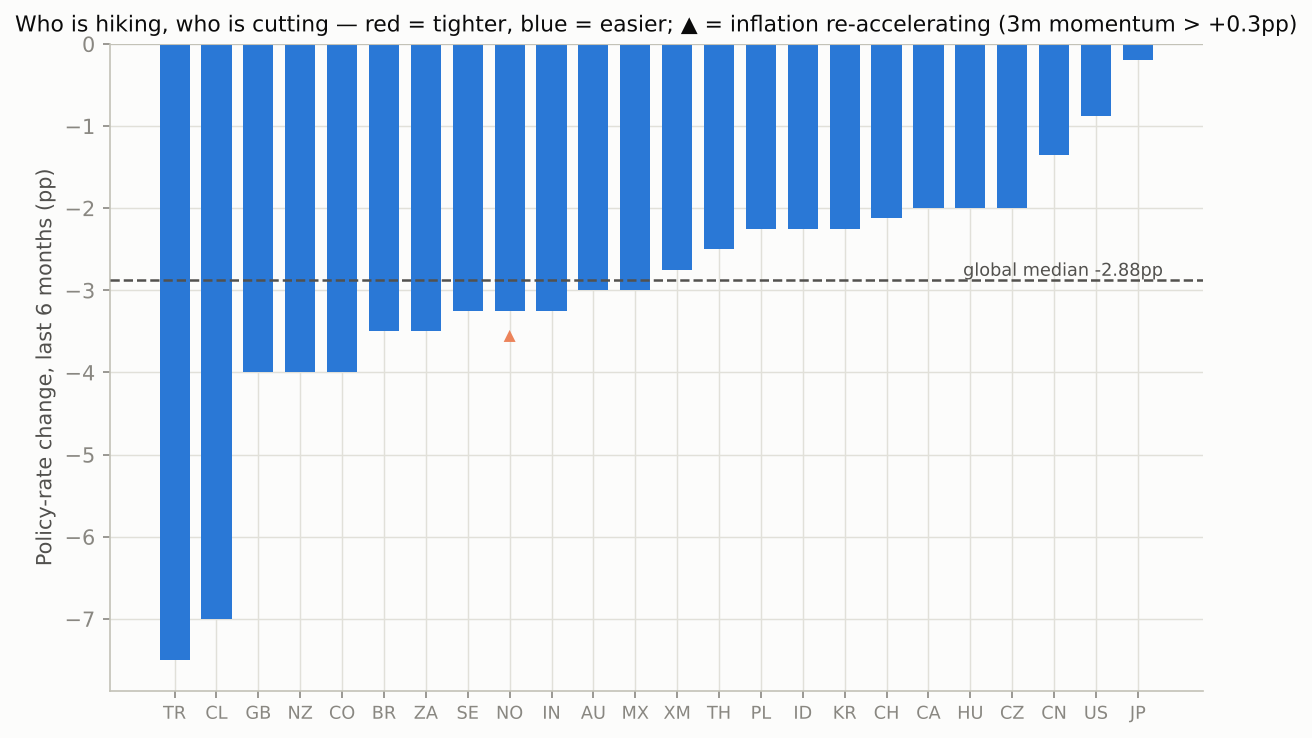 Who is hiking, who is cutting — red = tighter, blue = easier; ▲ = inflation re-accelerating (3m momentum > +0.3pp)
Policy-rate change, last 6 months (pp)
0
−1
−2
−3
−4
−5
−6
−7
global median -2.88pp
TR CL GB NZ CO BR ZA SE NO IN AU MX XM TH PL ID KR CH CA HU CZ CN US JP